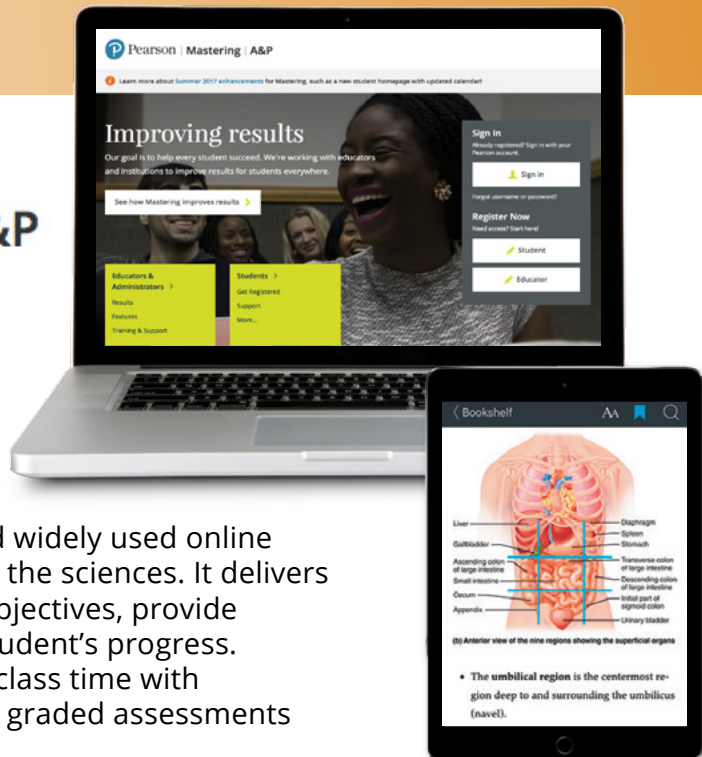 Pearson | Mastering | A&P
Learn more about Summer 2017 enhancements for Mastering, such as a new student homepage with updated calendar!
Improving results
Our goal is to help every student succeed. We're working with educators
and institutions to improve results for students everywhere.
See how Mastering improves results >
Educators &
Administrators >
Results
Features
Training & Support
Students >
Get Registered
Support
More...
Sign In
Already registered? Sign in with your
Pearson account.
Sign in
Forgot username or password?
Register Now
Need access? Start here!
Student
Educator
&P
Bookshelf
AA
Liver
Gallbladder
Ascending colon
of large intestine
Small intestine
Cecum
Appendix
Diaphragm
Spleen
Stomach
Transverse colon
of large intestine
Descending colon
of large intestine
Initial part of
sigmoid colon
Urinary bladder
(b) Anterior view of the nine regions showing the superficial organs
• The umbilical region is the centermost re-
gion deep to and surrounding the umbilicus
(navel).
widely used online
the sciences. It delivers
bjectives, provide
udent's progress.
class time with
graded assessments